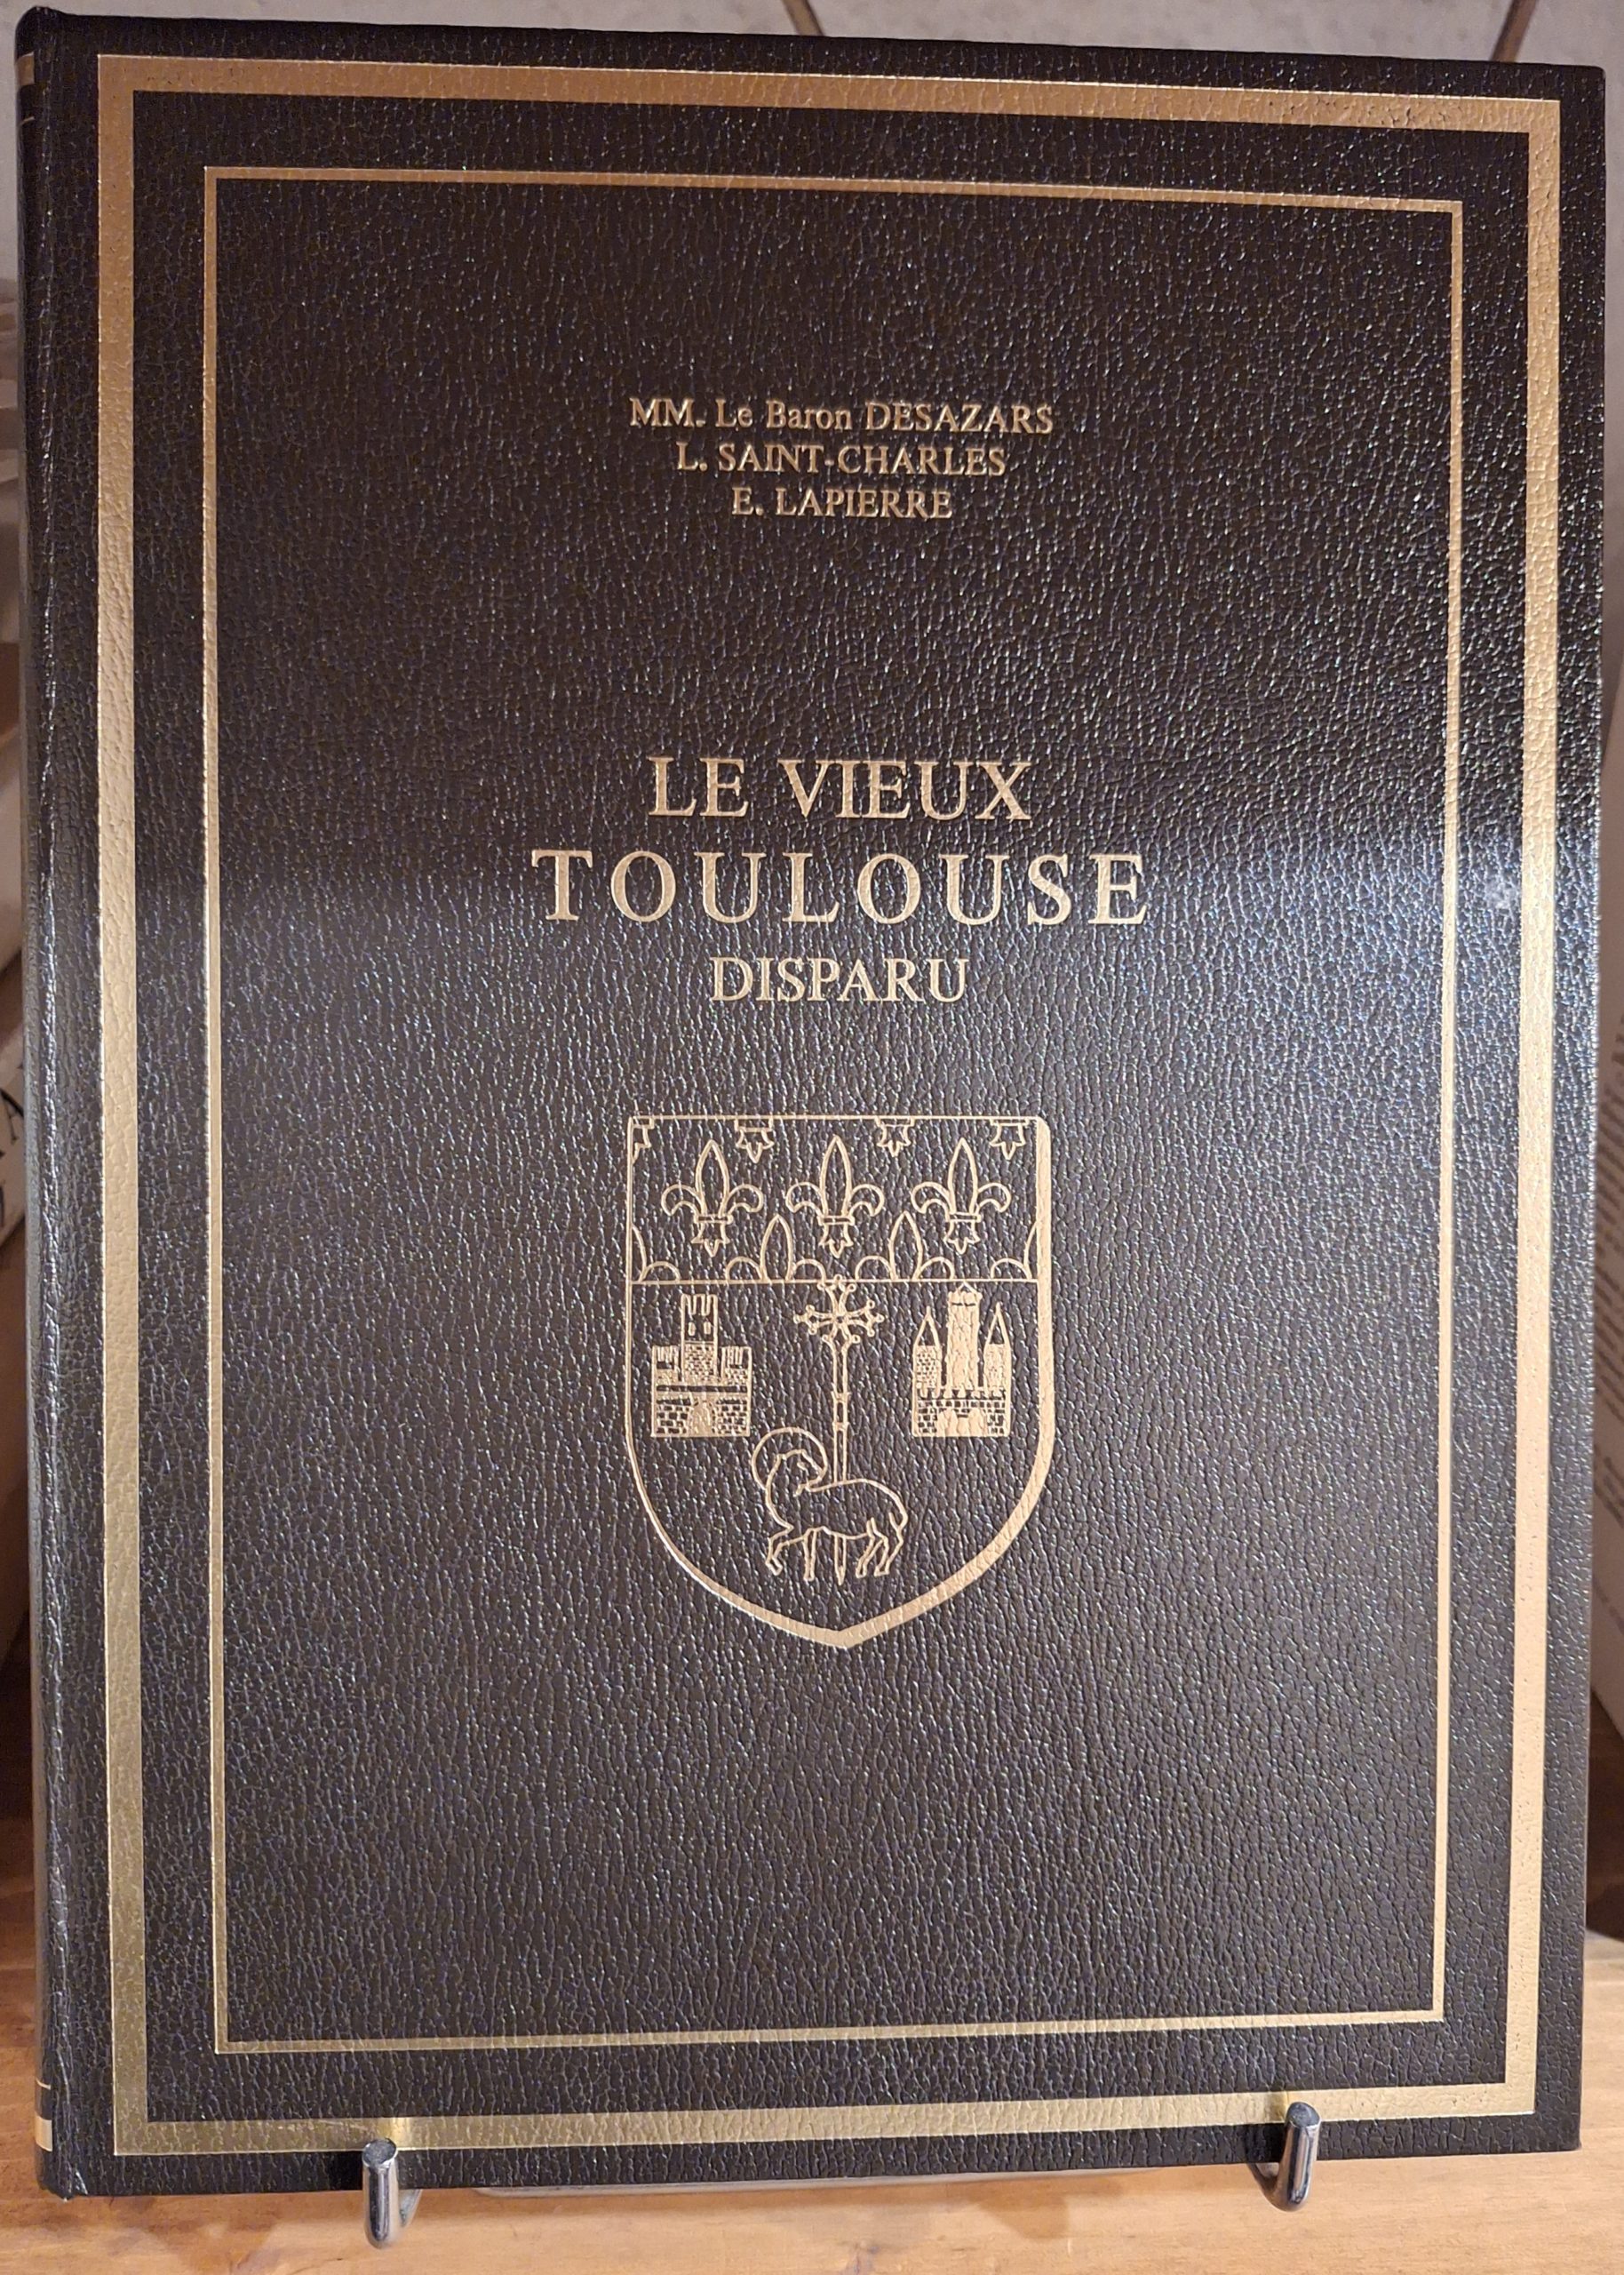 MM. Le Baron DESAZARS
L. SAINT-CHARLES
E. LAPIERRE
LE VIEUX
TOULOUSE
DISPARU